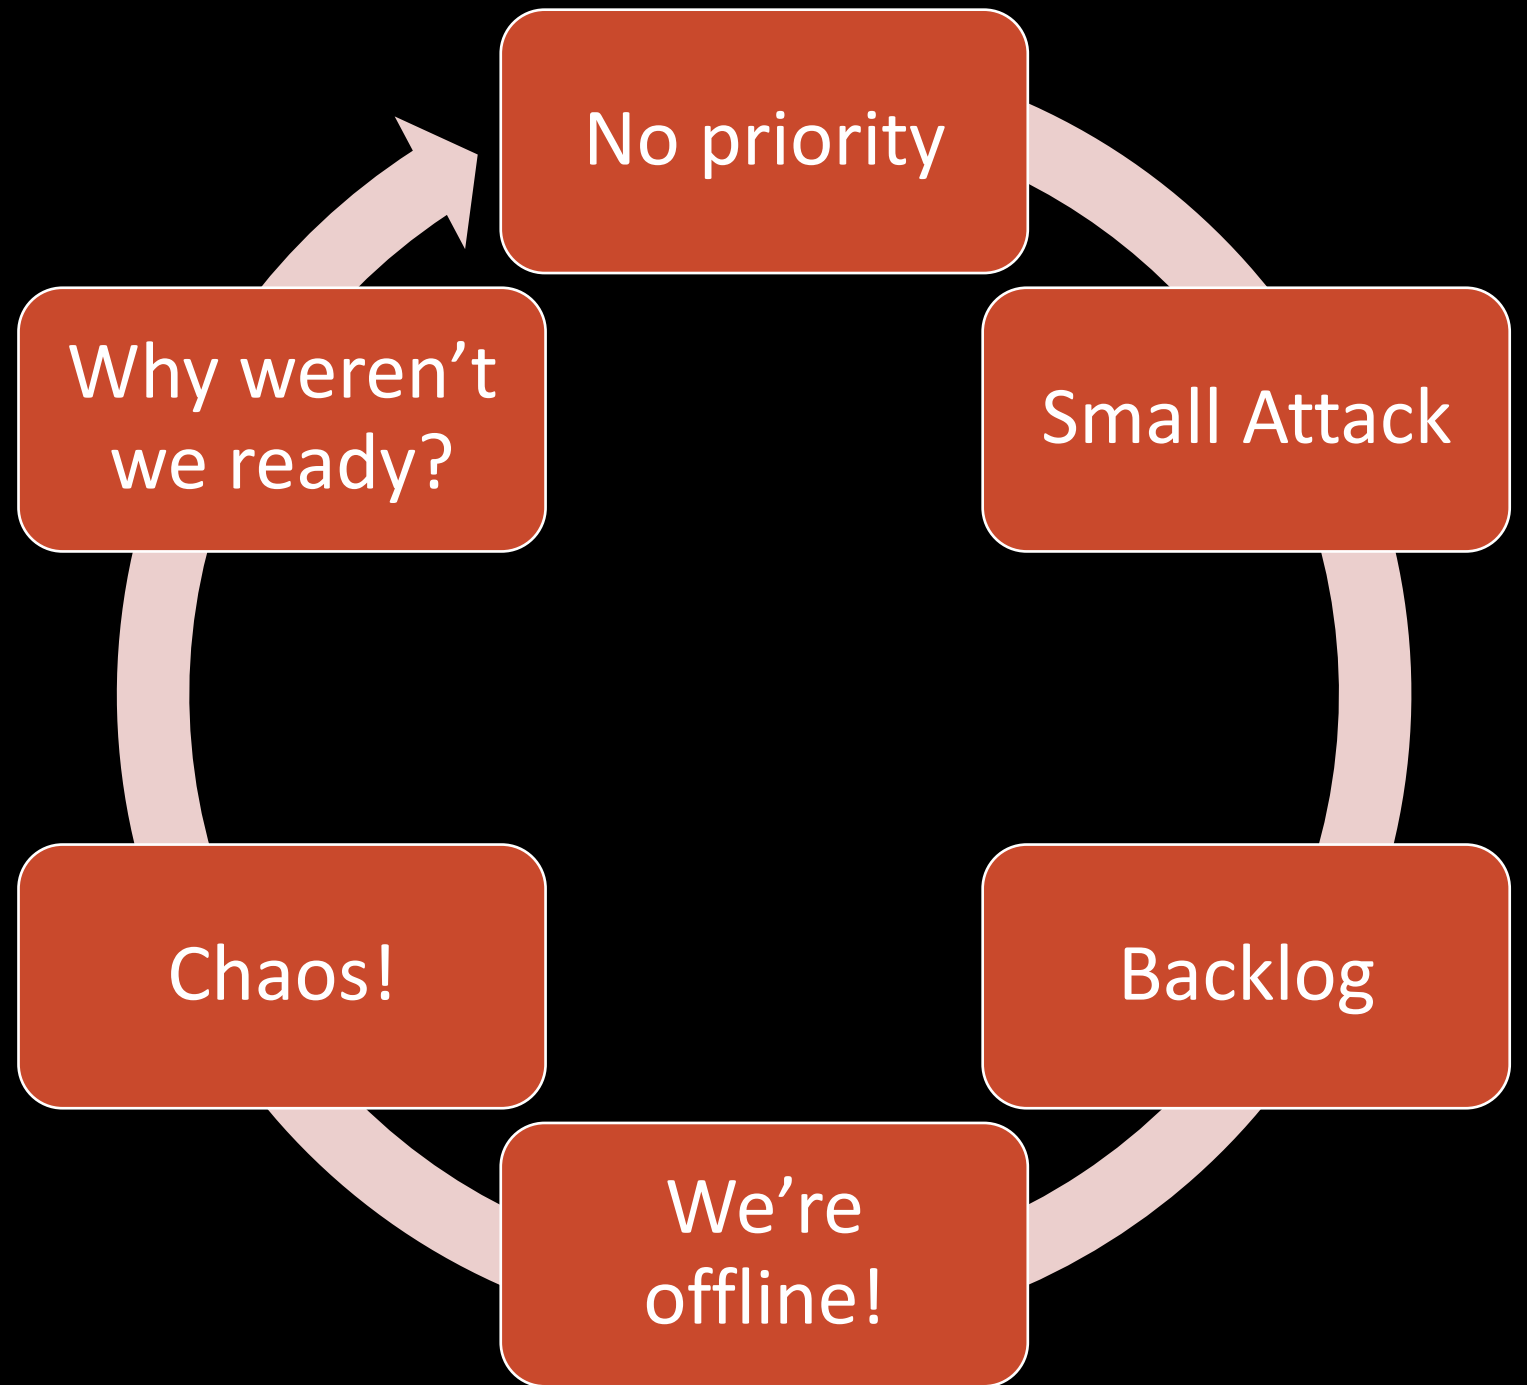 No priority
Small Attack
Backlog
We’re
offline!
Chaos!
Why weren’t
we ready?